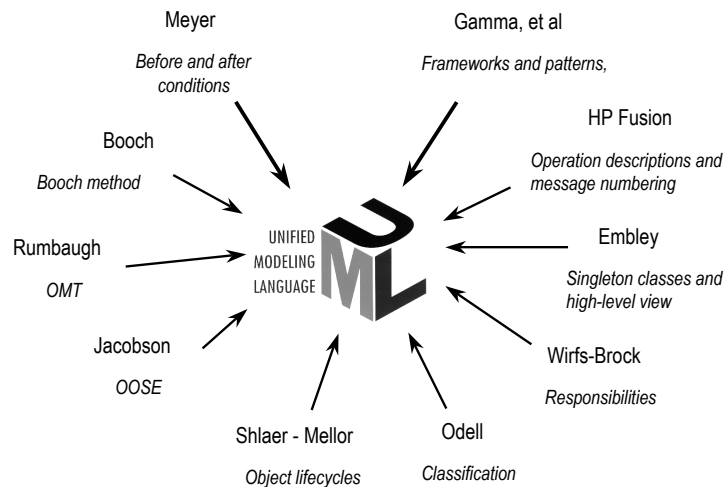 Meyer
Before and after
conditions
Gamma, et al
Frameworks and patterns,
HP Fusion
Operation descriptions and
message numbering
Booch
Booch method
Embley
Singleton classes and
high-level view
Rumbaugh
OMT
UNIFIED
MODELING
LANGUAGE
UML
Jacobson
OOSE
Wirfs-Brock
Responsibilities
Shlaer - Mellor
Object lifecycles
Odell
Classification